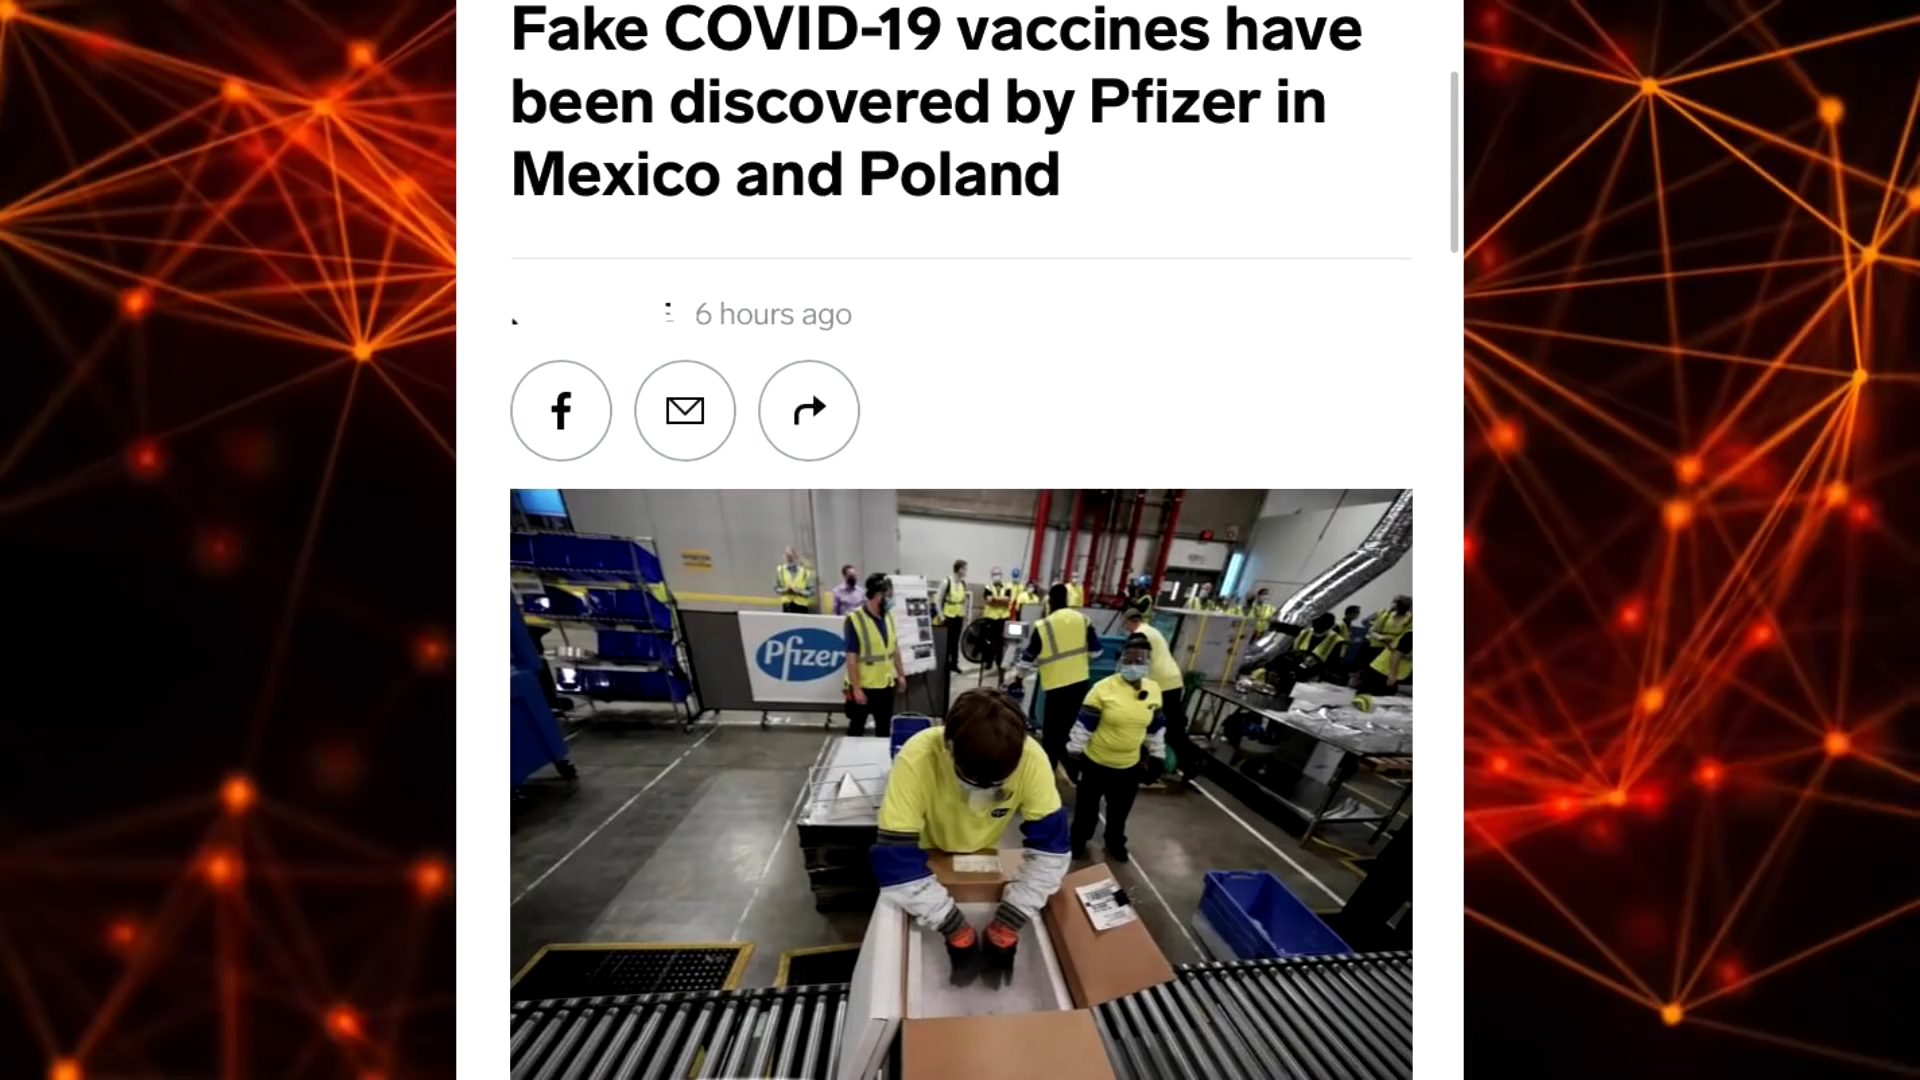 Fake COVID-19 vaccines have
been discovered by Pfizer in
Mexico and Poland
6 hours ago
Pfizer